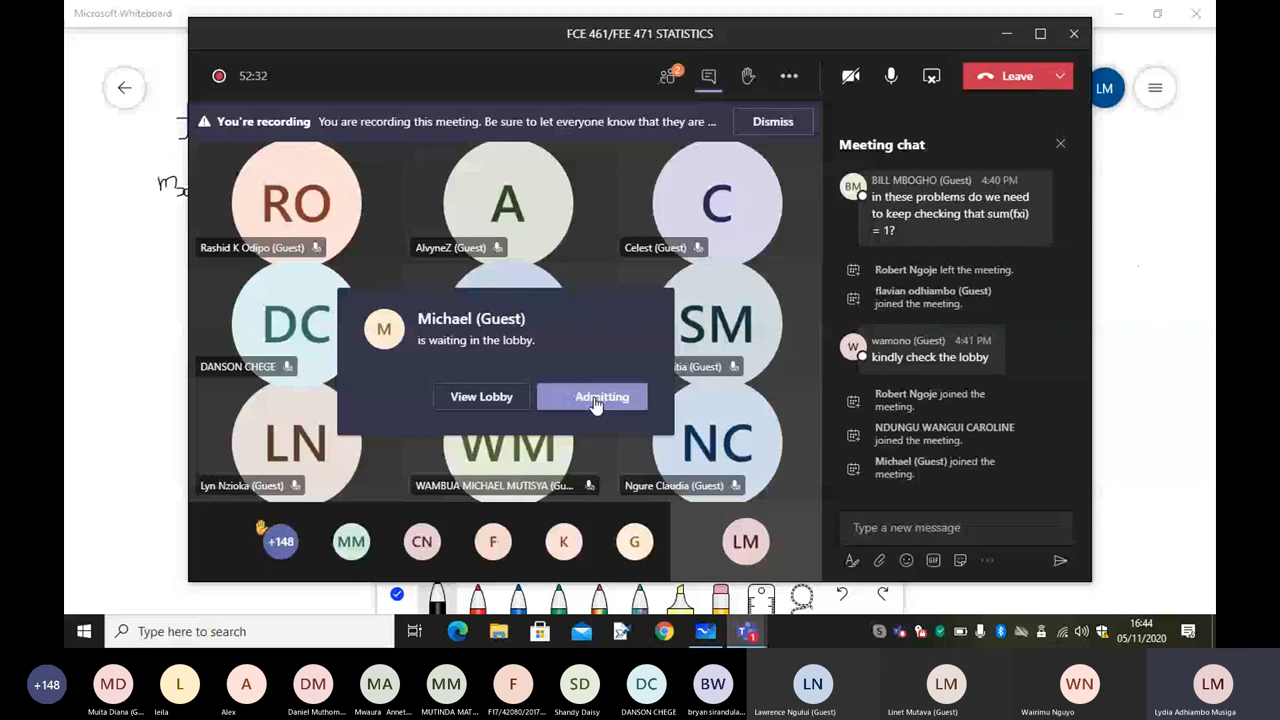 Microsoft Whiteboard
FCE 461/FEE 471 STATISTICS
52:32
2
Leave
LM
You're recording You are recording this meeting. Be sure to let everyone know that they are ...
Dismiss
Meeting chat
RO
Rashid K Odipo (Guest)
A
AlvyneZ (Guest)
C
Celest (Guest)
BM
BILL MBOGHO (Guest) 4:40 PM
in these problems do we need
to keep checking that sum(fxi)
= 1?
Robert Ngoje left the meeting.
flavian odhiambo (Guest)
joined the meeting.
W
wamono (Guest) 4:41 PM
kindly check the lobby
Robert Ngoje joined the
meeting.
NDUNGU WANGUI CAROLINE
joined the meeting.
Michael (Guest) joined the
meeting.
DC
DANSON CHEGE
SM
(Guest)
M
Michael (Guest)
is waiting in the lobby.
View Lobby
Admitting
LN
Lyn Nzioka (Guest)
WM
WAMBUA MICHAEL MUTISYA (Gu...
NC
Ngure Claudia (Guest)
+148
MM
CN
F
K
G
LM
Type a new message
GIF
Type here to search
1
16:44
05/11/2020
+148
MD
Muita Diana (G...
L
leila
A
Alex
DM
Daniel Muthom...
MA
Mwaura Annet...
MM
MUTINDA MAT...
F
F17/42080/2017...
SD
Shandy Daisy
DC
DANSON CHEGE
BW
bryan sirandula...
LN
Lawrence Ngului (Guest)
LM
Linet Mutava (Guest)
WN
Wairimu Nguyo
LM
Lydia Adhiambo Musiga